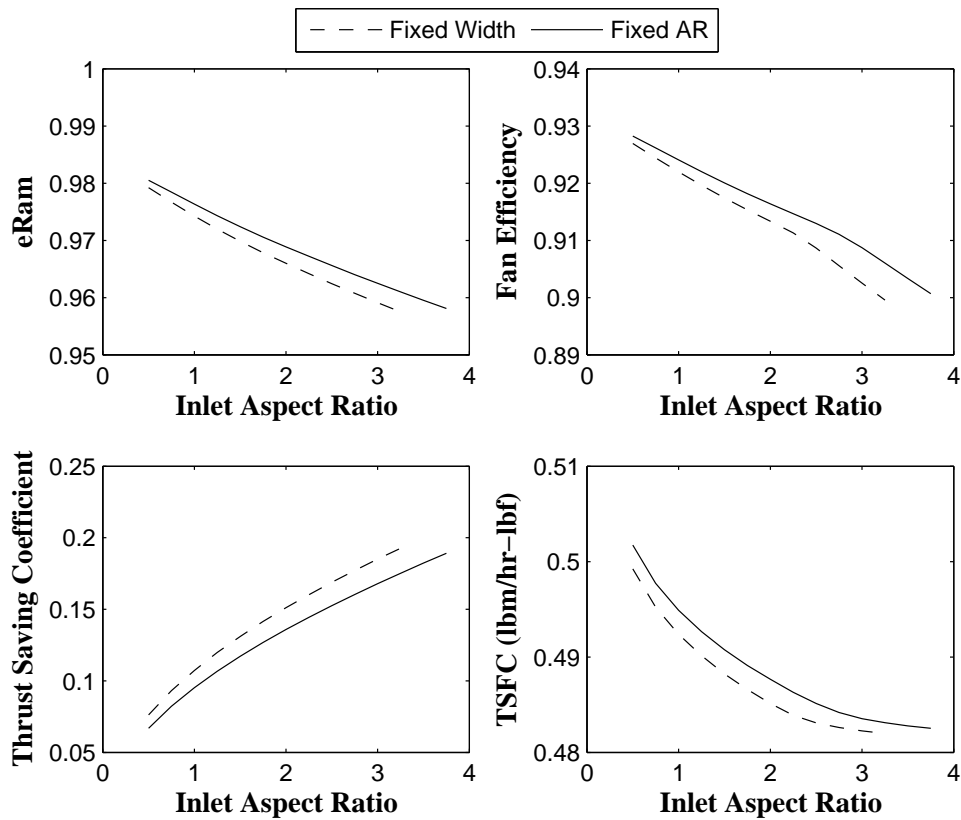 Fixed Width Fixed AR
1
0.99
0.98
0.97
0.96
0.95
eRam
0 1 2 3 4
Inlet Aspect Ratio
0.94
0.93
0.92
0.91
0.9
0.89
Fan Efficiency
0 1 2 3 4
Inlet Aspect Ratio
0.25
0.2
0.15
0.1
0.05
Thrust Saving Coefficient
0 1 2 3 4
Inlet Aspect Ratio
0.51
0.5
0.49
0.48
TSFC (lbm/hr−lbf)
0 1 2 3 4
Inlet Aspect Ratio